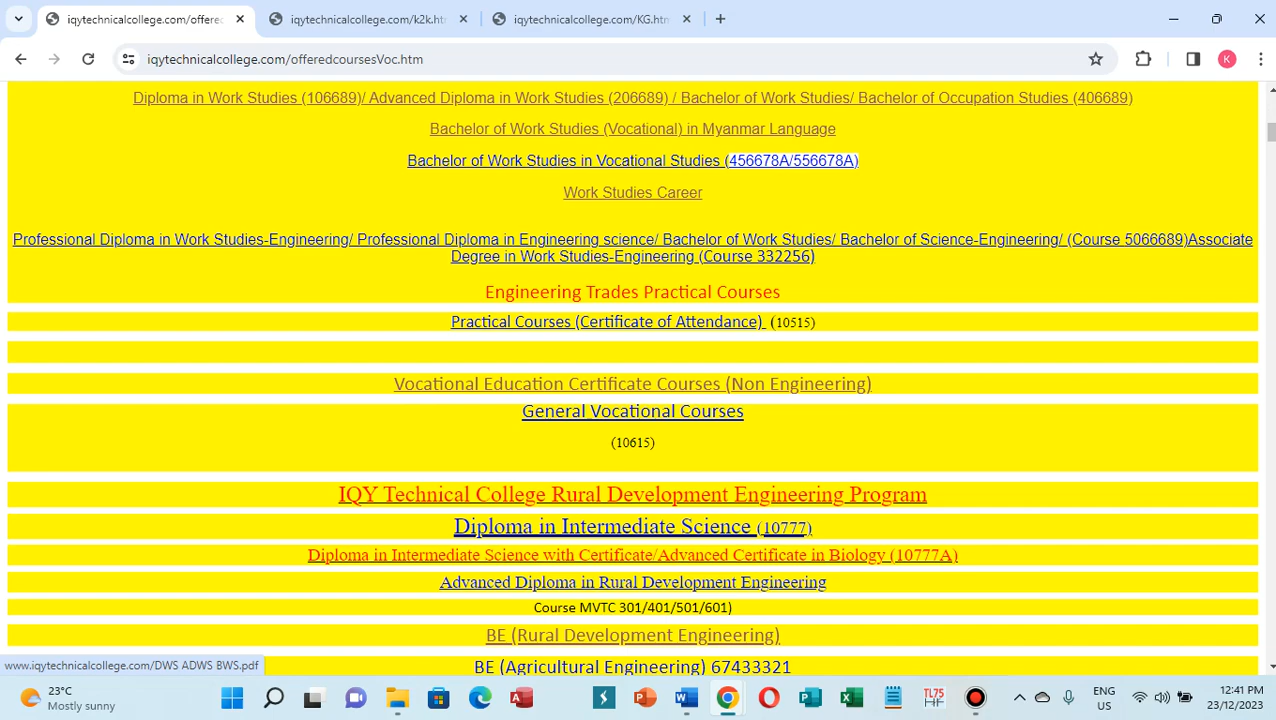 iqytechnicalcollege.com/offere
iqytechnicalcollege.com/k2k.ht
iqytechnicalcollege.com/KG.htm
iqytechnicalcollege.com/offeredcoursesVoc.htm
K
Diploma in Work Studies (106689)/ Advanced Diploma in Work Studies (206689) / Bachelor of Work Studies/ Bachelor of Occupation Studies (406689)
Bachelor of Work Studies (Vocational) in Myanmar Language
Bachelor of Work Studies in Vocational Studies (456678A/556678A)
Work Studies Career
Professional Diploma in Work Studies-Engineering/ Professional Diploma in Engineering science/ Bachelor of Work Studies/ Bachelor of Science-Engineering/ (Course 5066689)Associate
Degree in Work Studies-Engineering (Course 332256)
Engineering Trades Practical Courses
Practical Courses (Certificate of Attendance) (10515)
Vocational Education Certificate Courses (Non Engineering)
General Vocational Courses
(10615)
IQY Technical College Rural Development Engineering Program
Diploma in Intermediate Science (10777)
Diploma in Intermediate Science with Certificate/Advanced Certificate in Biology (10777A)
Advanced Diploma in Rural Development Engineering
Course MVTC 301/401/501/601)
BE (Rural Development Engineering)
www.iqytechnicalcollege.com/DWS ADWS BWS.pdf
BE (Agricultural Engineering) 67433321
23°C
Mostly sunny
TL75
ENG
US
12:41 PM
23/12/2023